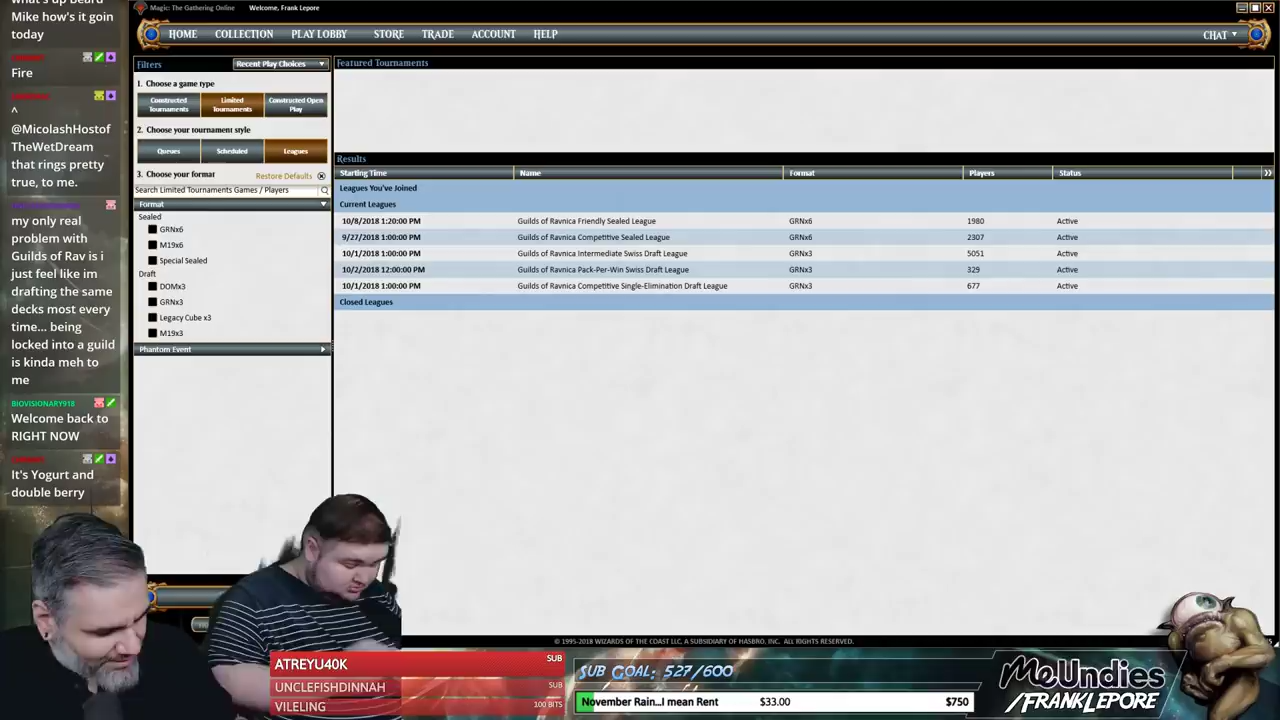 what's up Beard
Mike how's it goin
today
Fire
^
@MicolashHostof
TheWetDream
that rings pretty
true, to me.
my only real
problem with
Guilds of Rav is i
just feel like im
drafting the same
decks most every
time... being
locked into a guild
is kinda meh to
me
BIOVISIONARY918
Welcome back to
RIGHT NOW
It's Yogurt and
double berry
Magic: The Gathering Online
Welcome, Frank Lepore
HOME COLLECTION PLAY LOBBY STORE TRADE ACCOUNT HELP
CHAT
Filters
Recent Play Choices
1. Choose a game type
Constructed Tournaments
Limited Tournaments
Constructed Open Play
2. Choose your tournament style
Queues Scheduled Leagues
3. Choose your format
Restore Defaults
Search Limited Tournaments Games / Players
Format
Sealed
GRNx6
M19x6
Special Sealed
Draft
DOMx3
GRNx3
Legacy Cube x3
M19x3
Phantom Event
Featured Tournaments
Results
Starting Time Name Format Players Status
Leagues You've Joined
Current Leagues
10/8/2018 1:20:00 PM Guilds of Ravnica Friendly Sealed League GRNx6 1980 Active
9/27/2018 1:00:00 PM Guilds of Ravnica Competitive Sealed League GRNx6 2307 Active
10/1/2018 1:00:00 PM Guilds of Ravnica Intermediate Swiss Draft League GRNx3 5051 Active
10/2/2018 12:00:00 PM Guilds of Ravnica Pack-Per-Win Swiss Draft League GRNx3 329 Active
10/1/2018 1:00:00 PM Guilds of Ravnica Competitive Single-Elimination Draft League GRNx3 677 Active
Closed Leagues
© 1995-2018 WIZARDS OF THE COAST LLC, A SUBSIDIARY OF HASBRO, INC. ALL RIGHTS RESERVED.
ATREYU40K SUB
UNCLEFISHDINNAH SUB
VILELING 100 BITS
SUB GOAL: 527/600
November Rain...I mean Rent $33.00 $750
MeUndies
/FRANKLEPORE